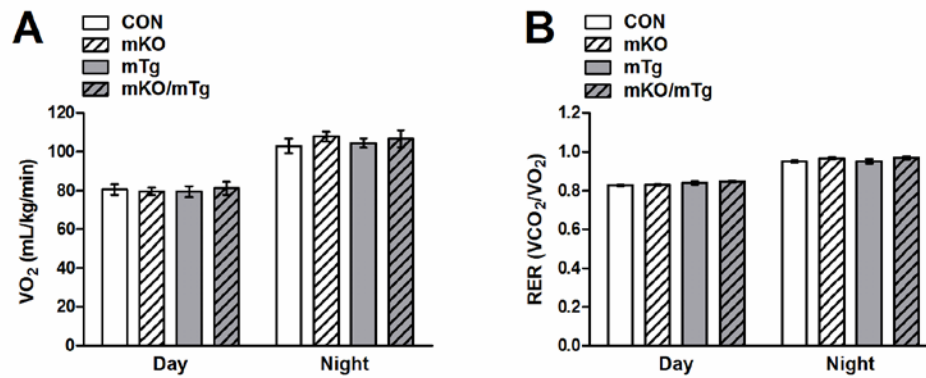 A
CON
mKO
mTg
mKO/mTg
VO₂ (mL/kg/min)
120
100
80
60
40
20
0
Day Night
B
CON
mKO
mTg
mKO/mTg
RER (VCO₂/VO₂)
1.2
1.0
0.8
0.6
0.4
0.2
0.0
Day Night